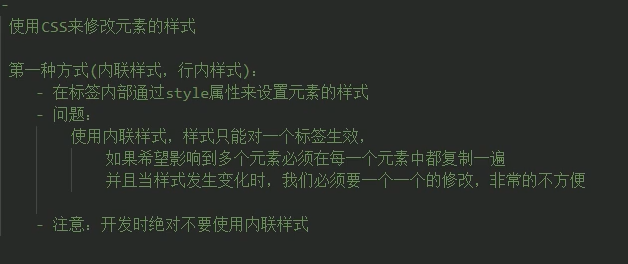 使用CSS来修改元素的样式
第一种方式(内联样式，行内样式)：
- 在标签内部通过style属性来设置元素的样式
- 问题：
使用内联样式，样式只能对一个标签生效，
如果希望影响到多个元素必须在每一个元素中都复制一遍
并且当样式发生变化时，我们必须要一个一个的修改，非常的不方便
- 注意：开发时绝对不要使用内联样式